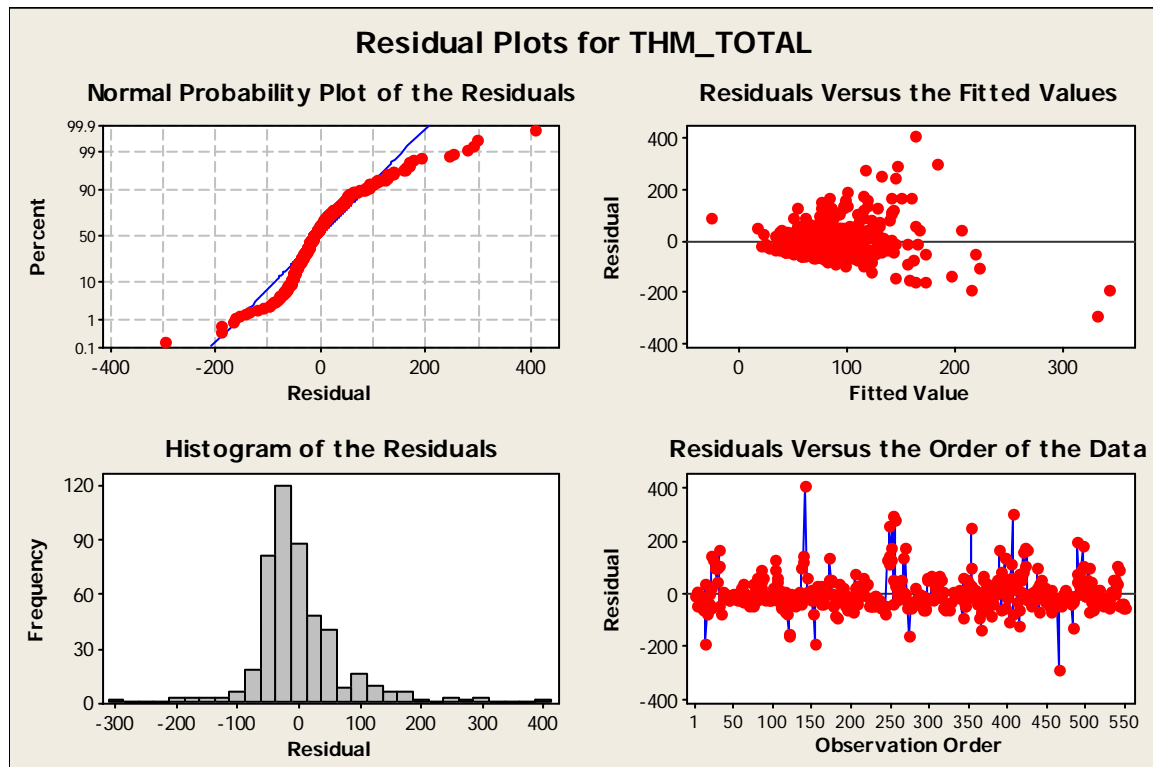 Residual Plots for THM_TOTAL
Normal Probability Plot of the Residuals
99.9
99
90
50
10
1
0.1
Percent
-400 -200 0 200 400
Residual
Residuals Versus the Fitted Values
400
200
0
-200
-400
Residual
0 100 200 300
Fitted Value
Histogram of the Residuals
120
90
60
30
0
Frequency
-300 -200 -100 0 100 200 300 400
Residual
Residuals Versus the Order of the Data
400
200
0
-200
-400
Residual
1 50 100 150 200 250 300 350 400 450 500 550
Observation Order